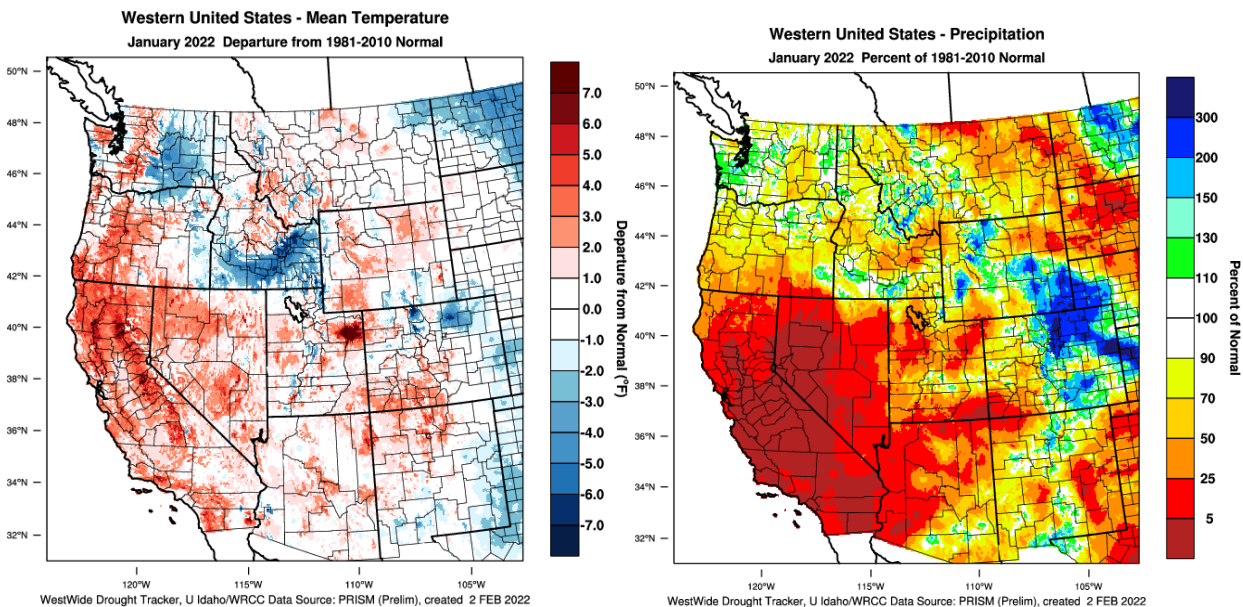 Western United States - Mean Temperature
January 2022 Departure from 1981-2010 Normal
50°N
48°N
46°N
44°N
42°N
40°N
38°N
36°N
34°N
32°N
120°W
115°W
110°W
105°W
7.0
6.0
5.0
4.0
3.0
2.0
1.0
0.0
-1.0
-2.0
-3.0
-4.0
-5.0
-6.0
-7.0
Departure from Normal (°F)
WestWide Drought Tracker, U Idaho/WRCC Data Source: PRISM (Prelim), created 2 FEB 2022
Western United States - Precipitation
January 2022 Percent of 1981-2010 Normal
50°N
48°N
46°N
44°N
42°N
40°N
38°N
36°N
34°N
32°N
120°W
115°W
110°W
105°W
300
200
150
130
110
100
90
70
50
25
5
Percent of Normal
WestWide Drought Tracker, U Idaho/WRCC Data Source: PRISM (Prelim), created 2 FEB 2022